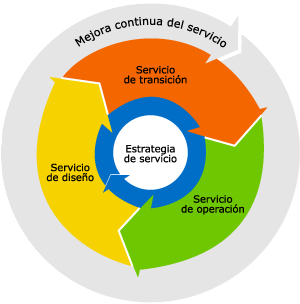 Mejora continua del servicio
Servicio
de transición
Estrategia
de servicio
Servicio
de diseño
Servicio
de operación